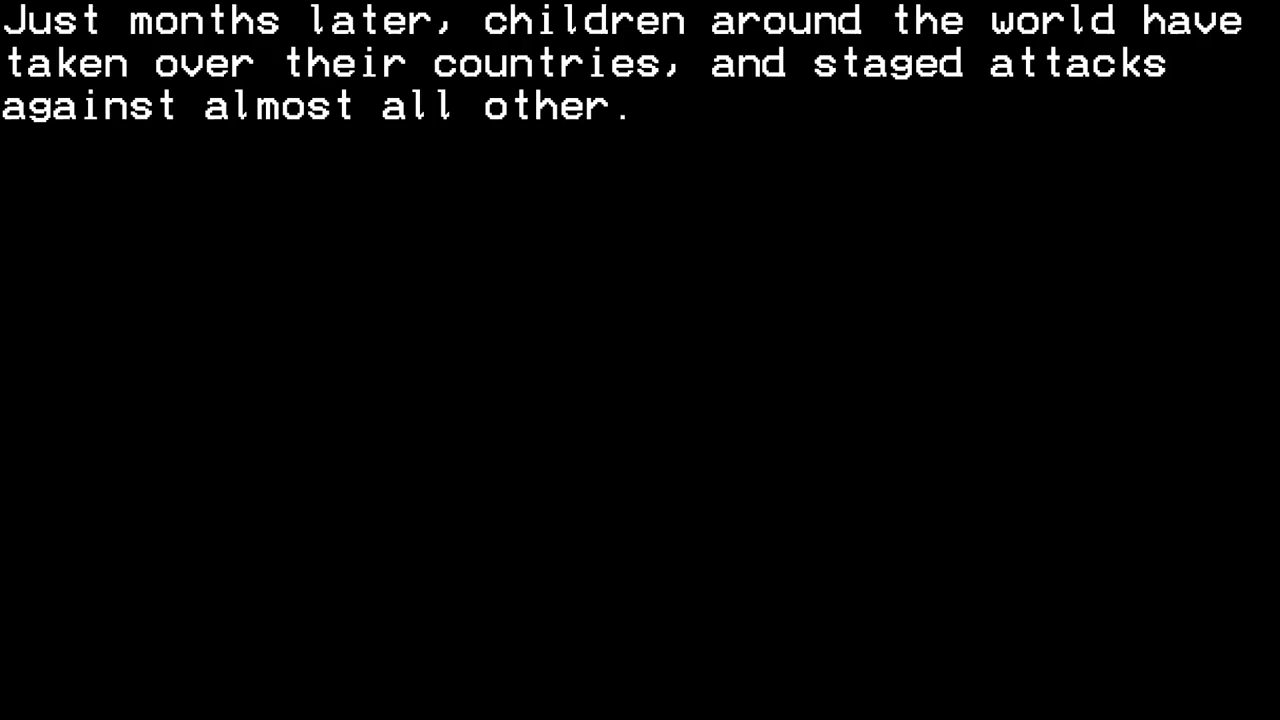 Just months later, children around the world have
taken over their countries, and staged attacks
against almost all other.